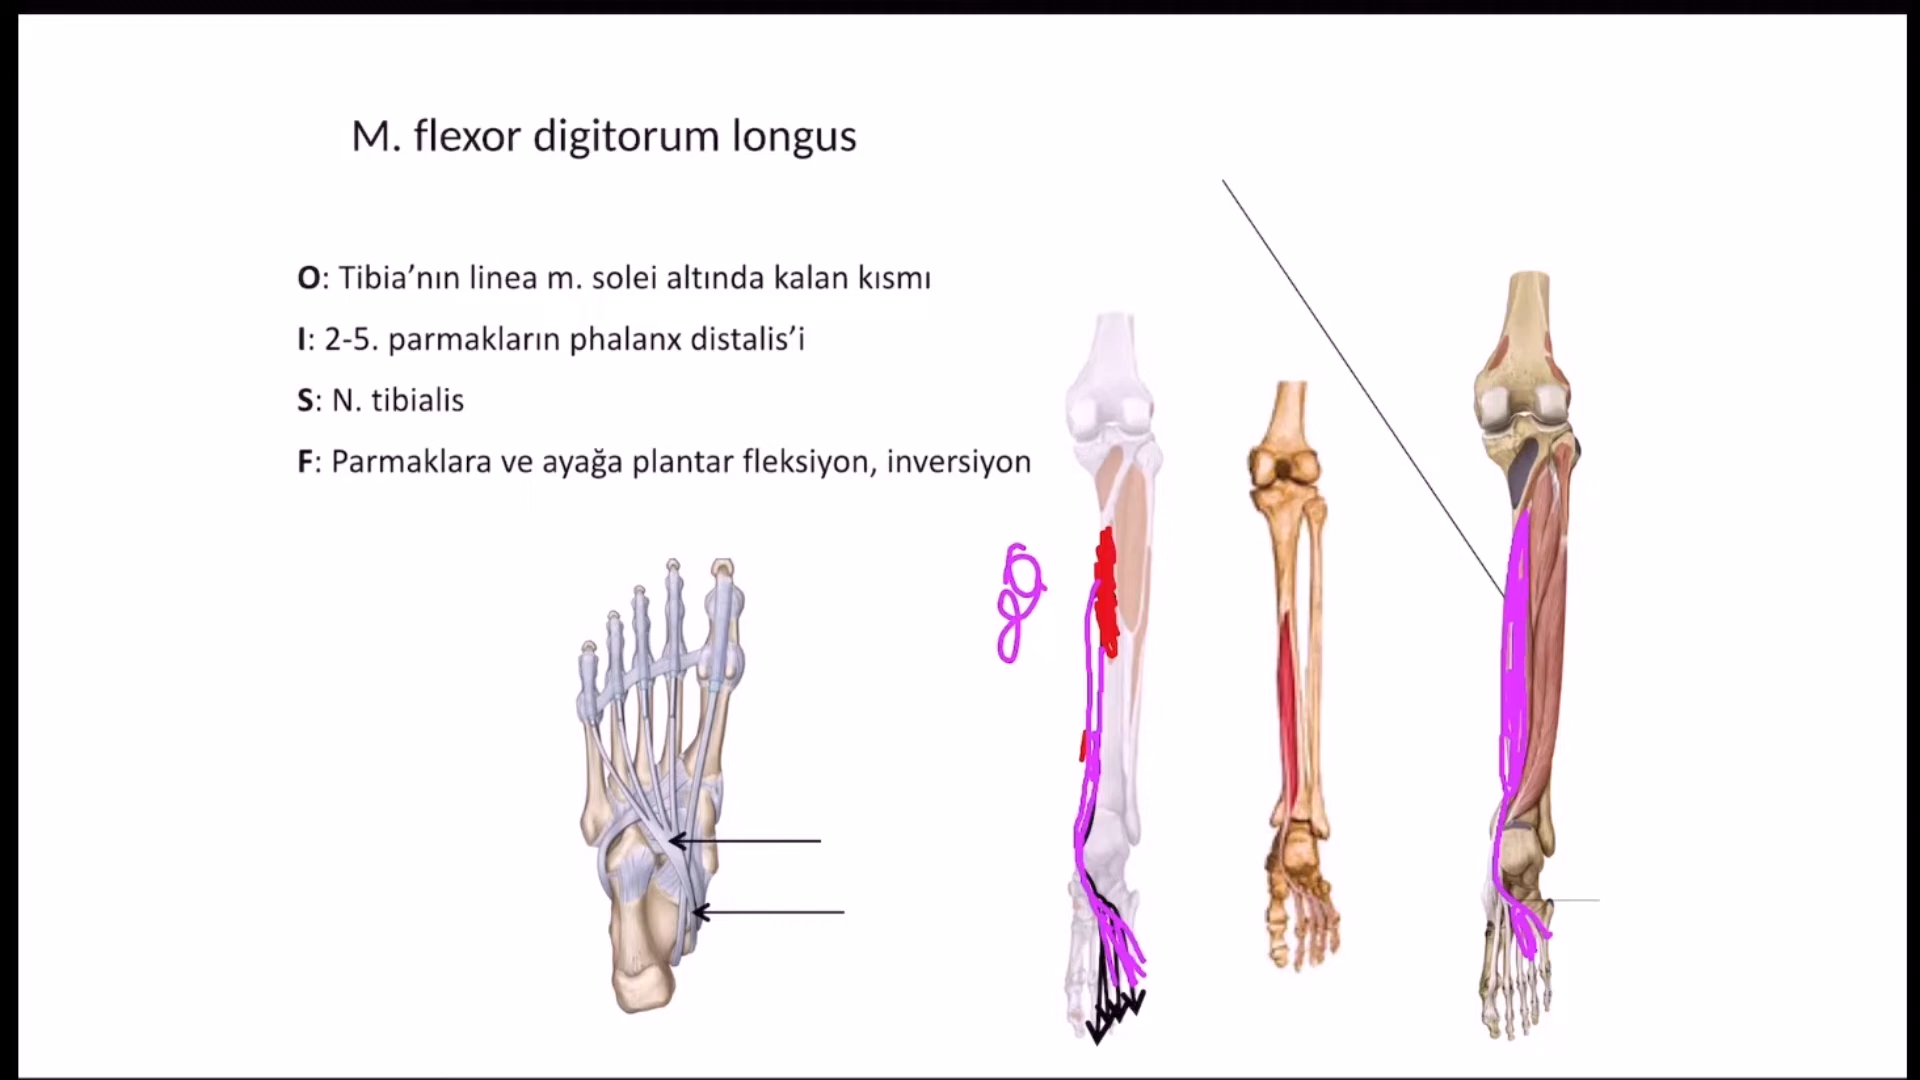 M. flexor digitorum longus
O: Tibia’nın linea m. solei altında kalan kısmı
I: 2-5. parmakların phalanx distalis’i
S: N. tibialis
F: Parmaklara ve ayağa plantar fleksiyon, inversiyon